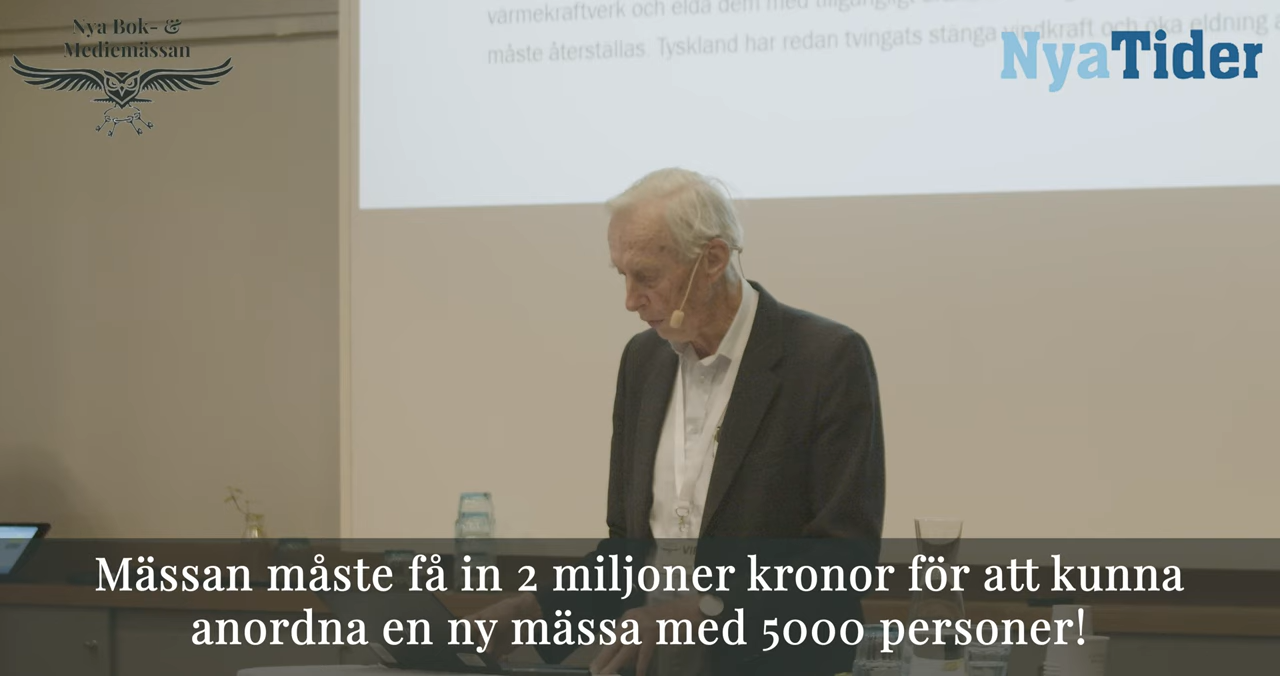 Nya Bok- &
Mediemässan
värmekraftverk och elda dem med
måste återställas. Tyskland har redan tvingats stänga vindkraft och öka eldning
NyaTider
Mässan måste få in 2 miljoner kronor för att kunna
anordna en ny mässa med 5000 personer!